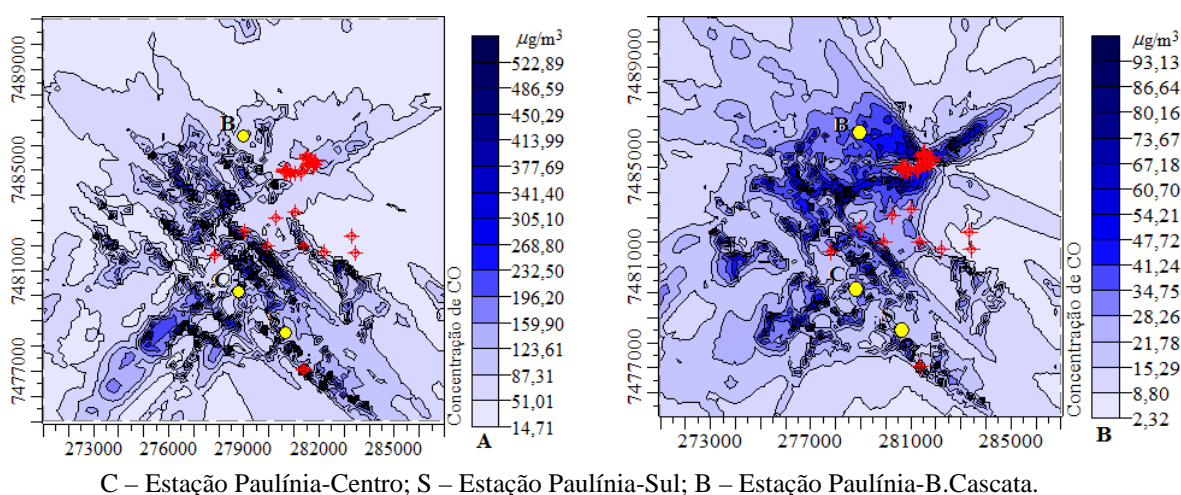 µg/m³
522,89
486,59
450,29
413,99
377,69
341,40
305,10
268,80
232,50
196,20
159,90
123,61
87,31
51,01
14,71
Concentração de CO
A
7489000
7485000
7481000
7477000
B
C
S
273000 276000 279000 282000 285000
µg/m³
93,13
86,64
80,16
73,67
67,18
60,70
54,21
47,72
41,24
34,75
28,26
21,78
15,29
8,80
2,32
Concentração de CO
B
7489000
7485000
7481000
7477000
B
C
S
273000 277000 281000 285000
C – Estação Paulínia-Centro; S – Estação Paulínia-Sul; B – Estação Paulínia-B.Cascata.